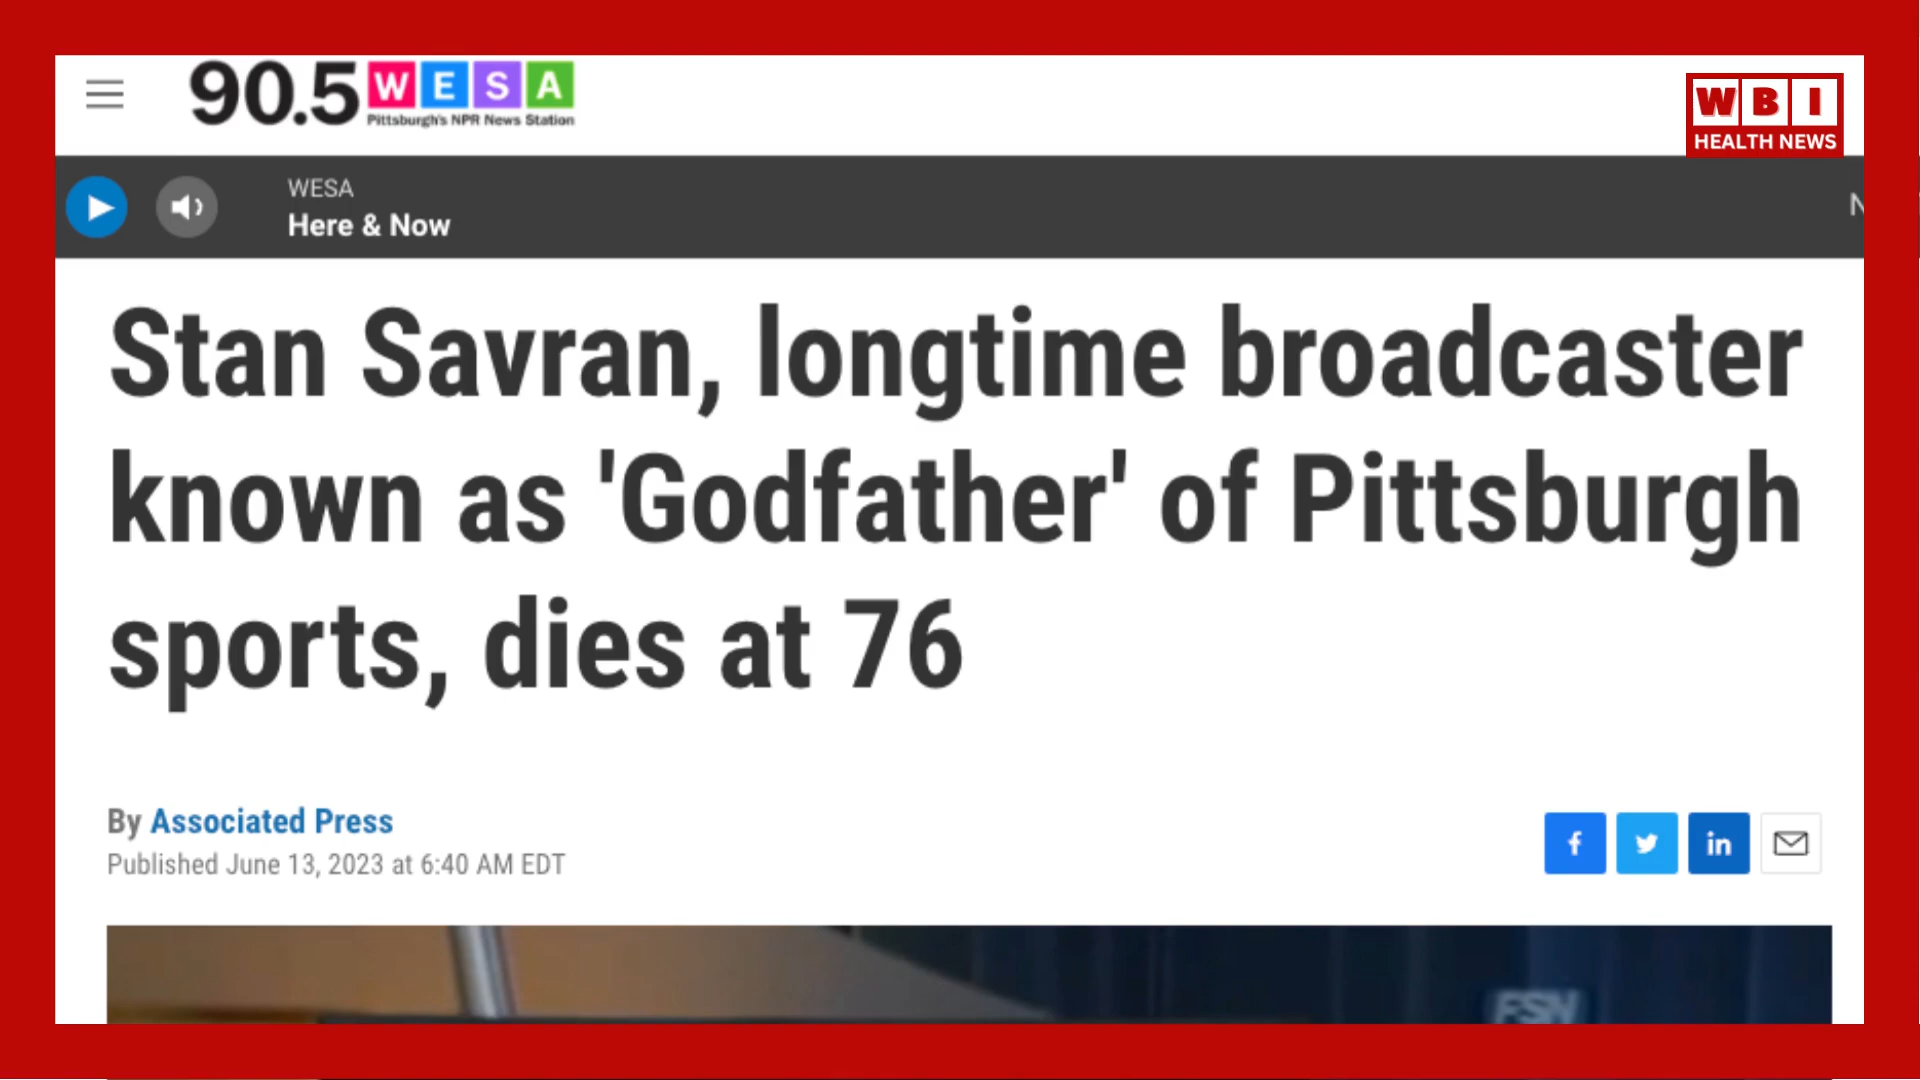 90.5 WESA
Pittsburgh's NPR News Station
WBI
HEALTH NEWS
WESA
Here & Now
N
Stan Savran, longtime broadcaster
known as 'Godfather' of Pittsburgh
sports, dies at 76
By Associated Press
Published June 13, 2023 at 6:40 AM EDT
f
in
FSN